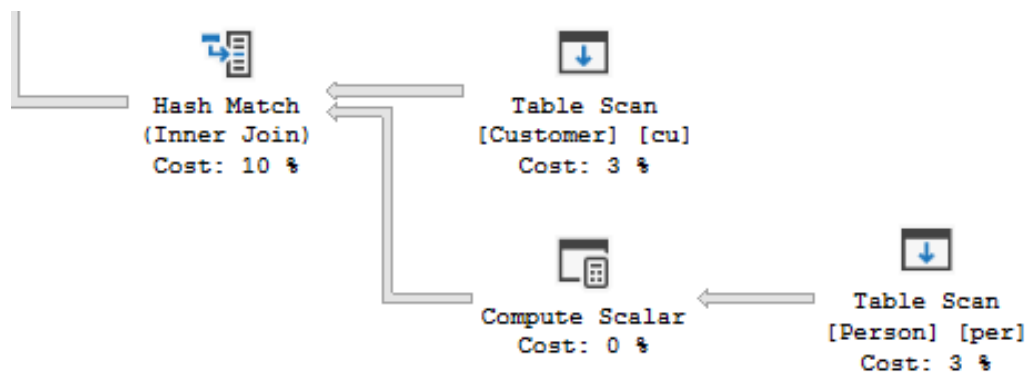 Hash Match
(Inner Join)
Cost: 10 %
Table Scan
[Customer] [cu]
Cost: 3 %
Compute Scalar
Cost: 0 %
Table Scan
[Person] [per]
Cost: 3 %